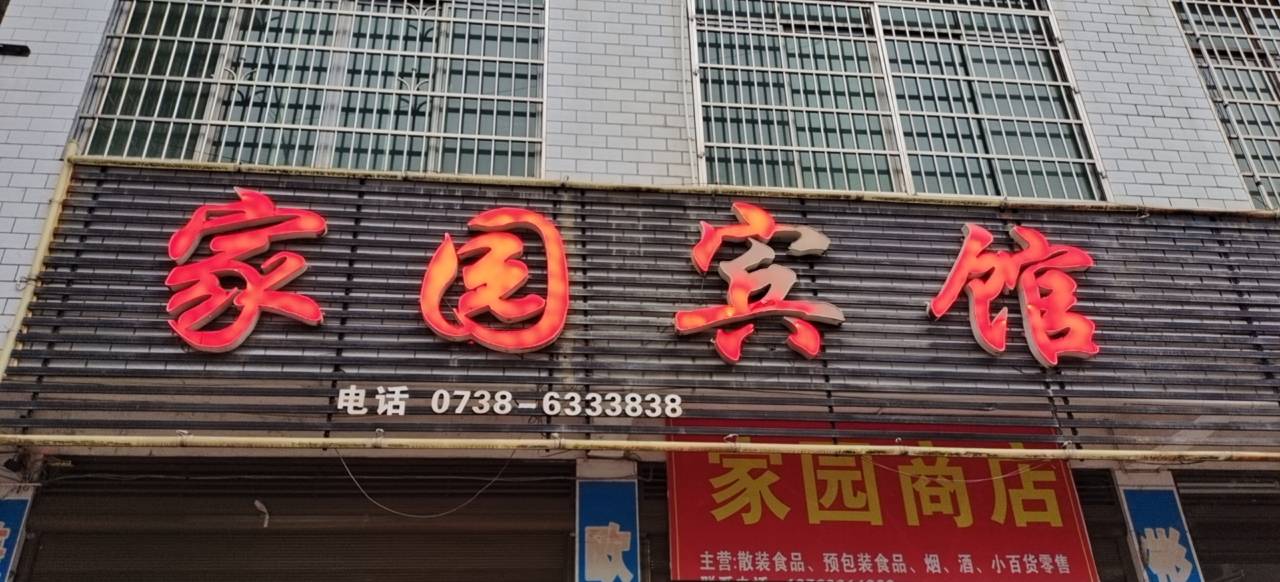 家园宾馆
电话 0738-6333838
家园商店
主营:散装食品、预包装食品、烟、酒、小百货零售
欢